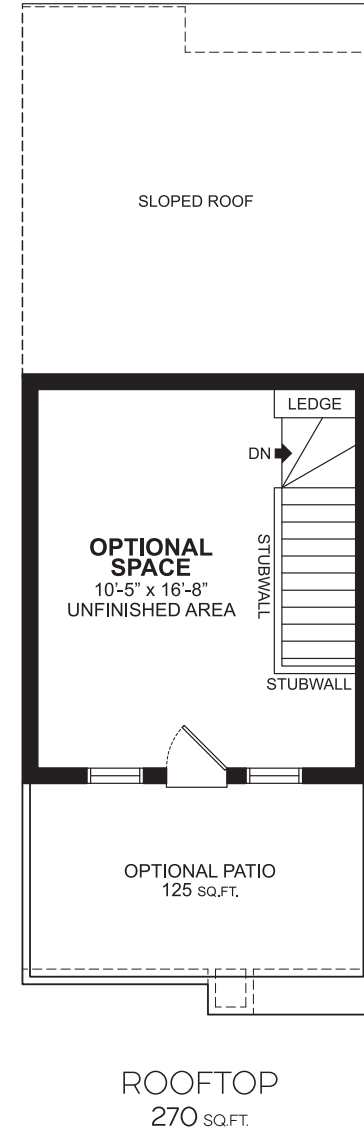 SLOPED ROOF
LEDGE
DN
OPTIONAL
SPACE
10'-5" x 16'-8"
UNFINISHED AREA
STUBWALL
STUBWALL
OPTIONAL PATIO
125 SQ.FT.
ROOFTOP
270 SQ.FT.